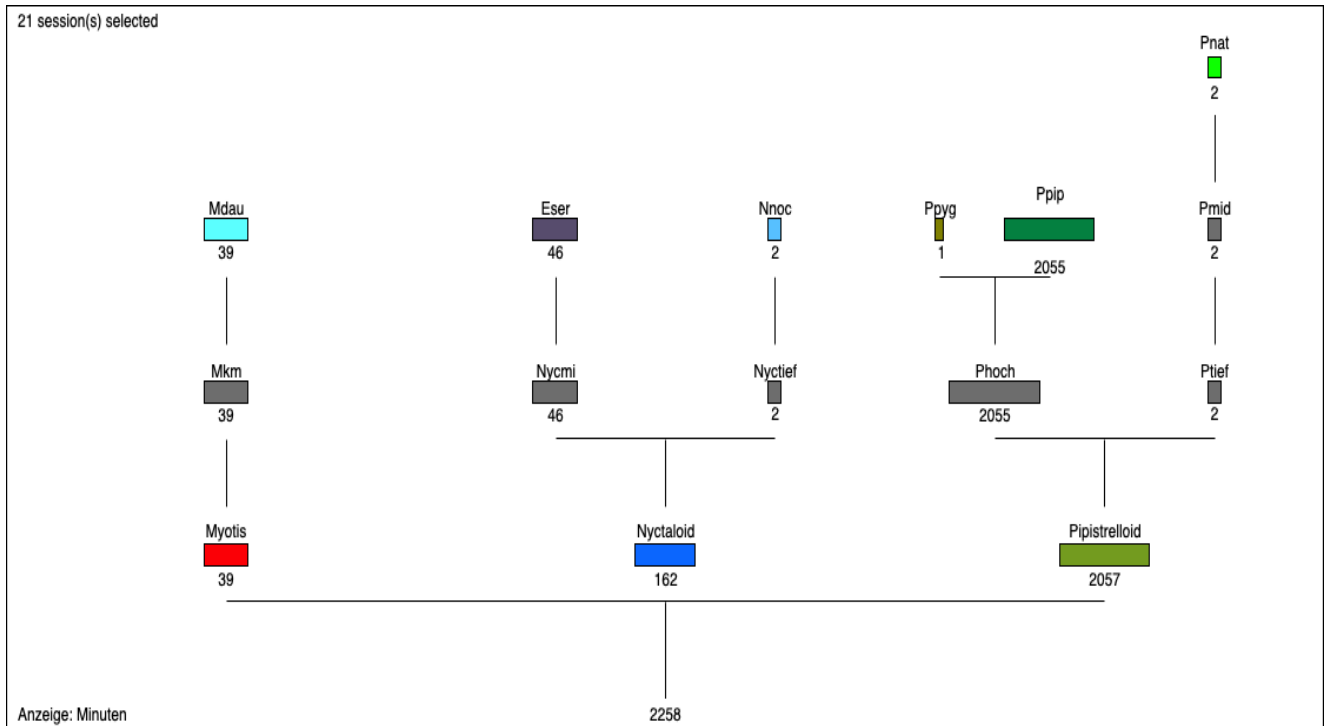 21 session(s) selected
Pnat
2
Mdau
39
Eser
46
Nnoc
2
Ppyg
1
Ppip
2055
Pmid
2
Mkm
39
Nycmi
46
Nyctief
2
Phoch
2055
Ptief
2
Myotis
39
Nyctaloid
162
Pipistrelloid
2057
Anzeige: Minuten
2258